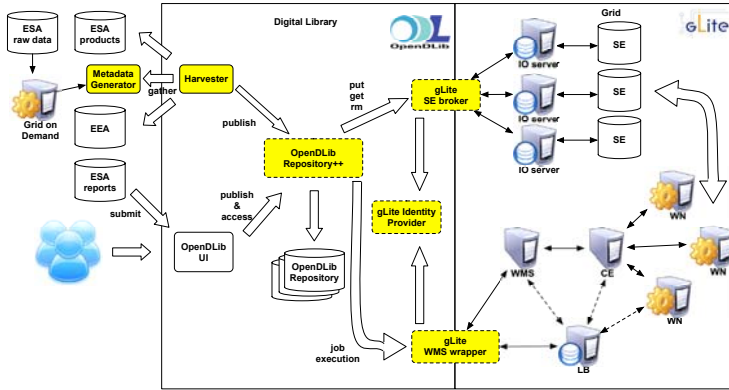 ESA
raw data
ESA
products
Digital Library
OpenDLib
Grid
gLite
Metadata
Generator
Harvester
gather
Grid on
Demand
EEA
ESA
reports
submit
publish
put
get
rm
gLite
SE broker
IO server
SE
IO server
SE
IO server
SE
OpenDLib
Repository++
publish
&
access
OpenDLib
UI
gLite Identity
Provider
OpenDLib
Repository
job
execution
gLite
WMS wrapper
WMS
CE
WN
WN
WN
LB